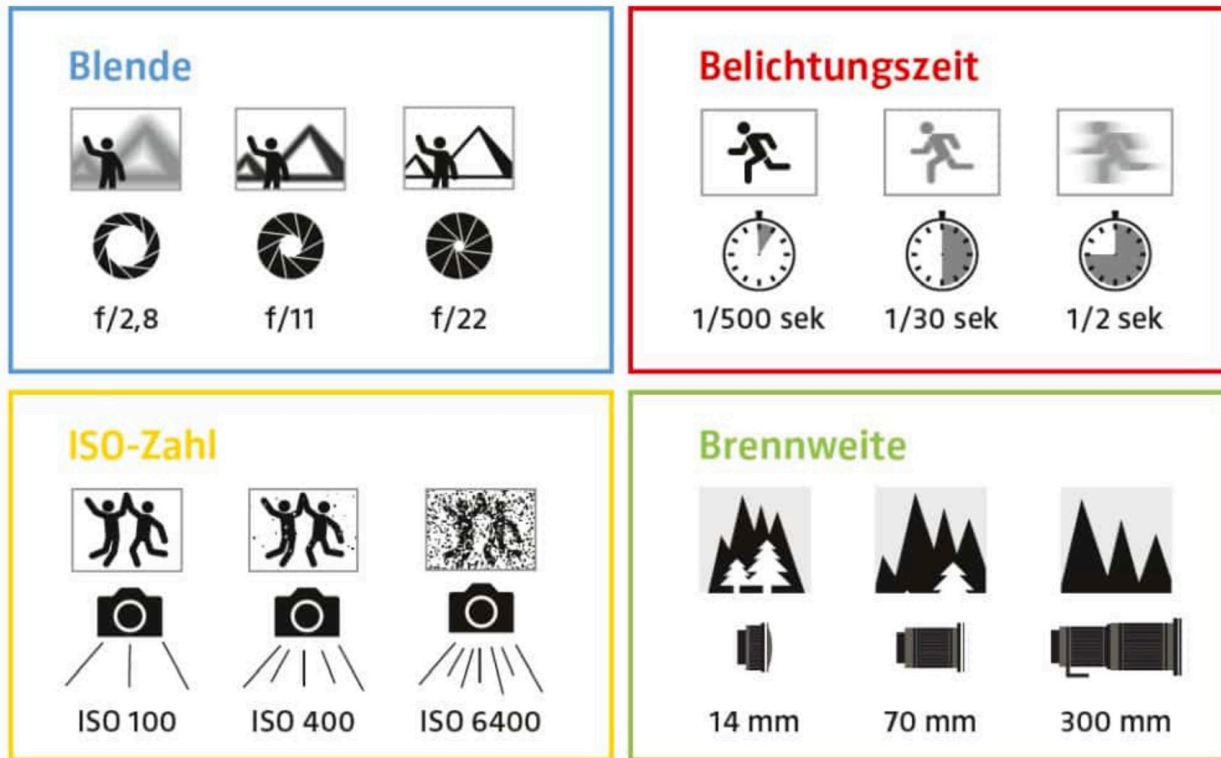 Blende
f/2,8 f/11 f/22
Belichtungszeit
1/500 sek 1/30 sek 1/2 sek
ISO-Zahl
ISO 100 ISO 400 ISO 6400
Brennweite
14 mm 70 mm 300 mm